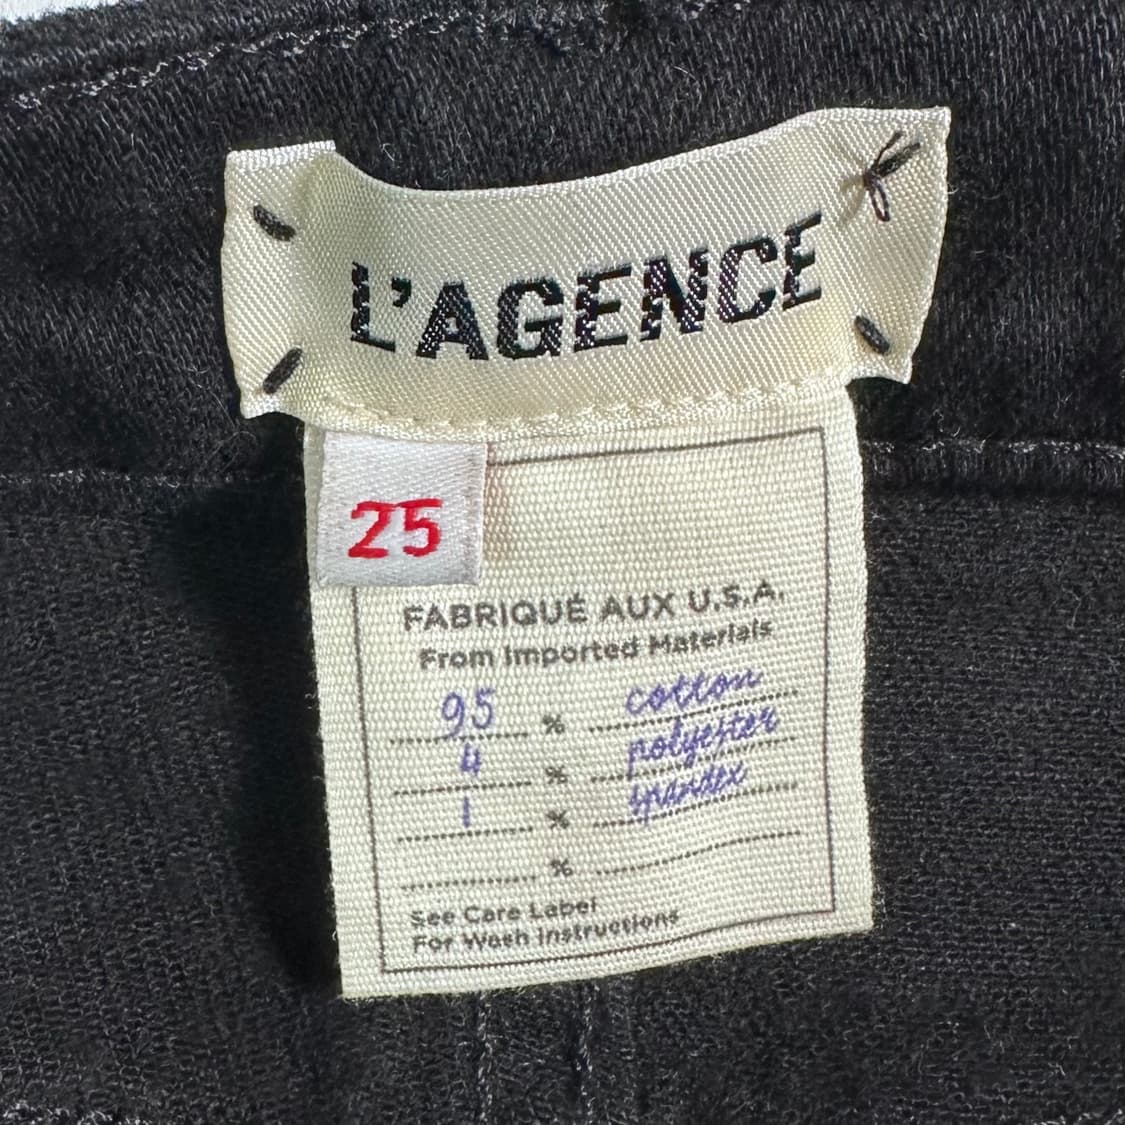 L'AGENCE
25
FABRIQUÉ AUX U.S.A.
From Imported Materials
95 % cotton
4 % polyester
1 % spandex
%
See Care Label
For Wash Instructions